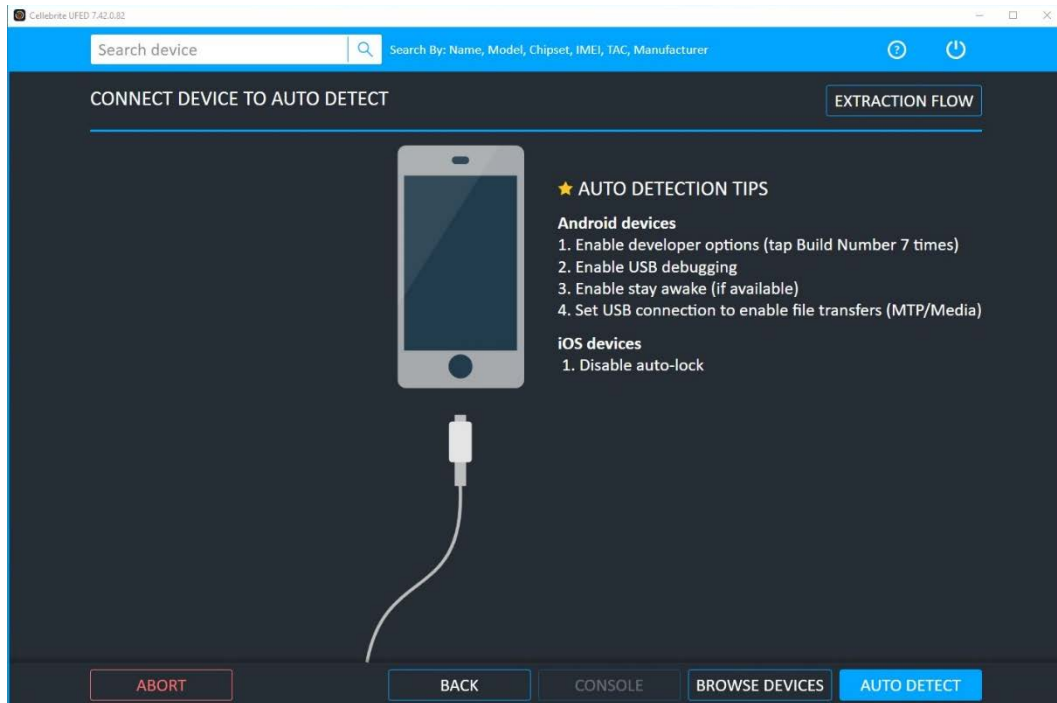 Cellebrite UFED 7.42.0.82
Search device
Search By: Name, Model, Chipset, IMEI, TAC, Manufacturer
CONNECT DEVICE TO AUTO DETECT
EXTRACTION FLOW
AUTO DETECTION TIPS
Android devices
1. Enable developer options (tap Build Number 7 times)
2. Enable USB debugging
3. Enable stay awake (if available)
4. Set USB connection to enable file transfers (MTP/Media)
iOS devices
1. Disable auto-lock
ABORT
BACK
CONSOLE
BROWSE DEVICES
AUTO DETECT